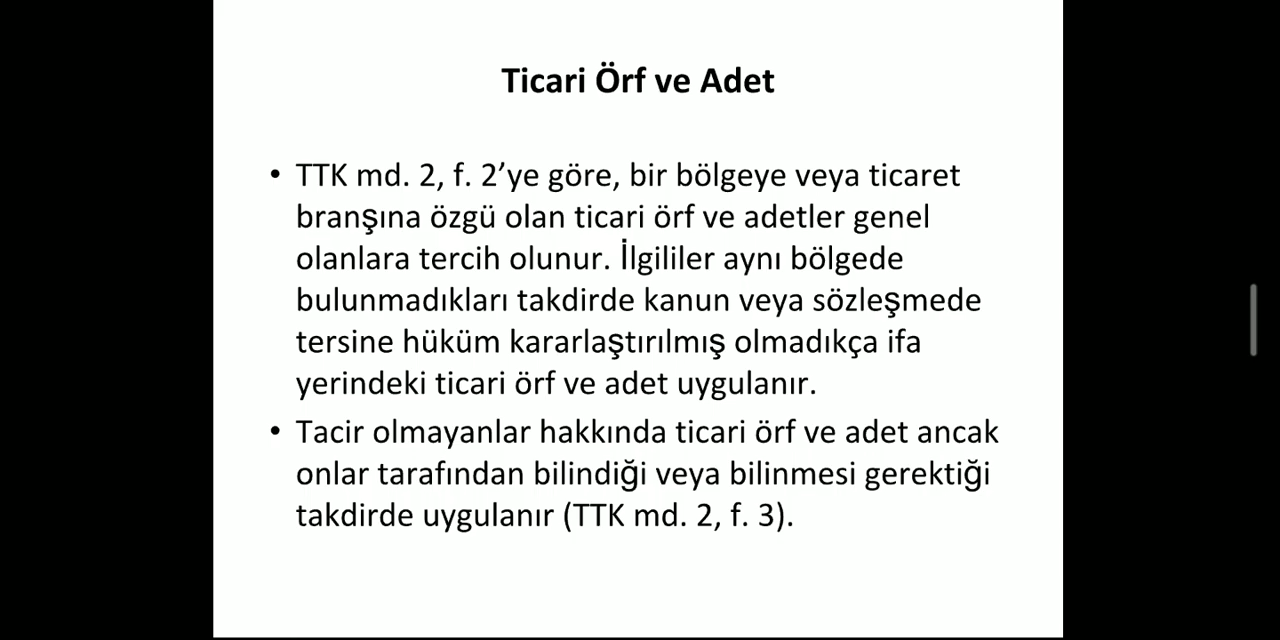 Ticari Örf ve Adet
• TTK md. 2, f. 2’ye göre, bir bölgeye veya ticaret
branşına özgü olan ticari örf ve adetler genel
olanlara tercih olunur. İlgililer aynı bölgede
bulunmadıkları takdirde kanun veya sözleşmede
tersine hüküm kararlaştırılmış olmadıkça ifa
yerindeki ticari örf ve adet uygulanır.
• Tacir olmayanlar hakkında ticari örf ve adet ancak
onlar tarafından bilindiği veya bilinmesi gerektiği
takdirde uygulanır (TTK md. 2, f. 3).